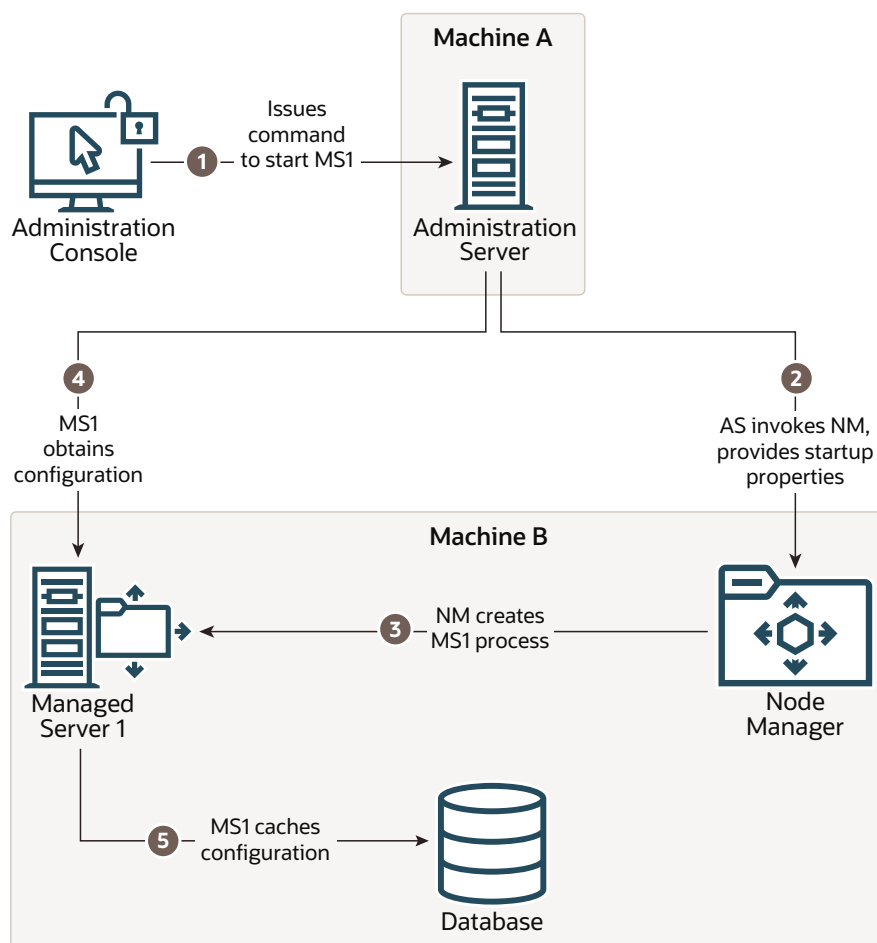 Machine A
Issues
command
to start MS1
1
Administration
Console
Administration
Server
4
MS1
obtains
configuration
2
AS invokes NM,
provides startup
properties
Machine B
3
NM creates
MS1 process
Managed
Server 1
Node
Manager
5
MS1 caches
configuration
Database